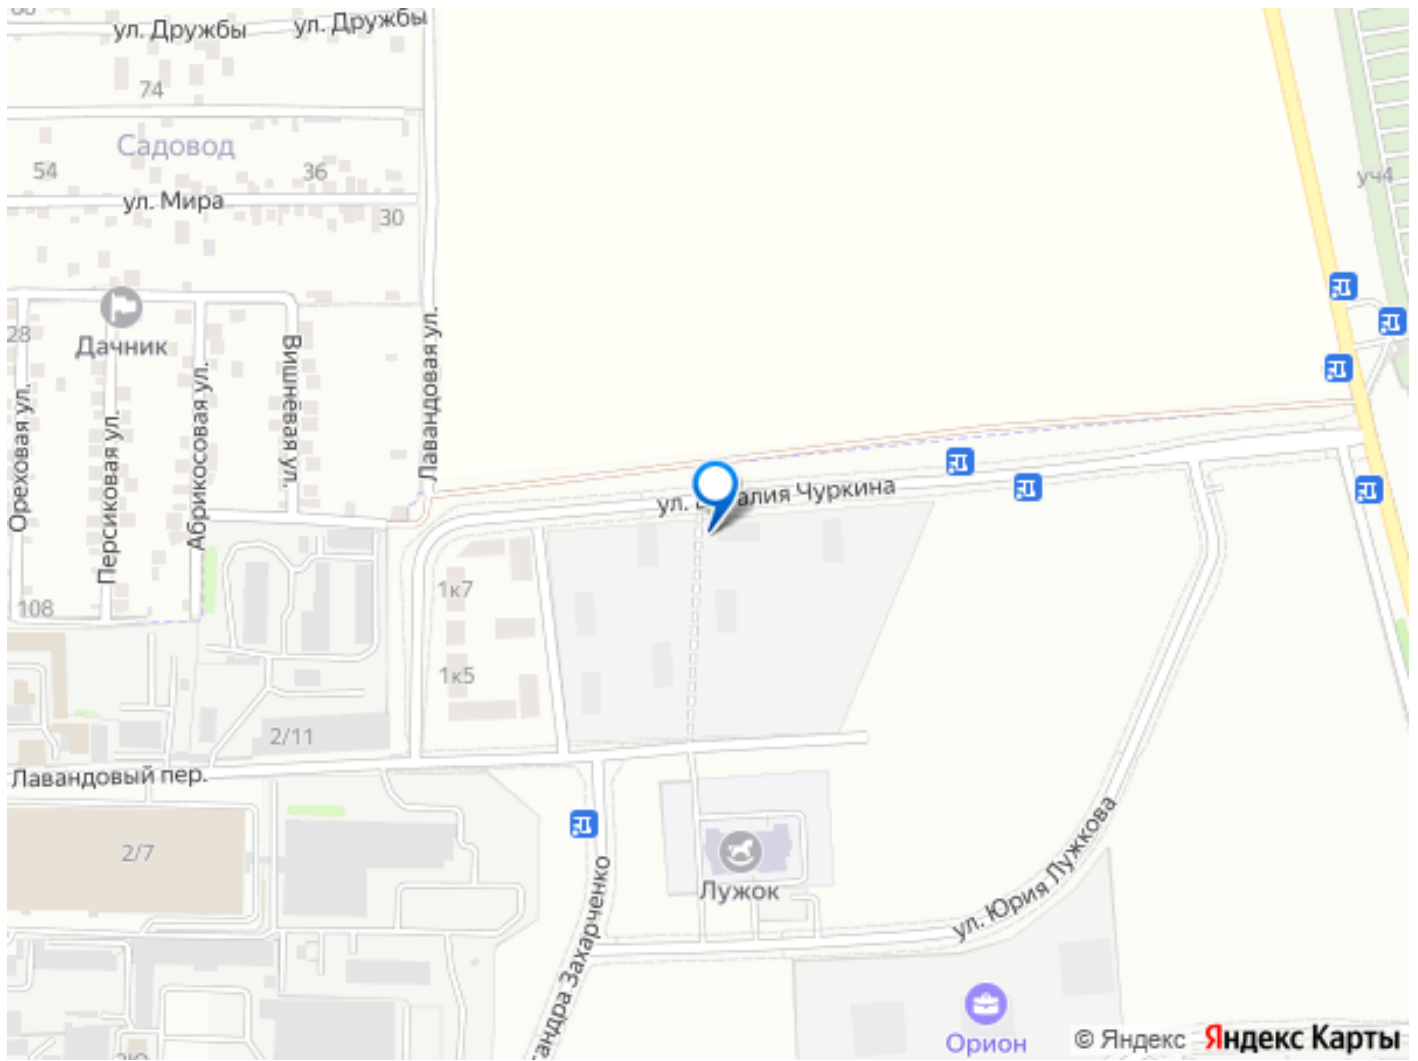 ул. Дружбы
ул. Дружбы
74
Садовод
54
36
уч4
ул. Мира
30
28
Дачник
Ореховая ул.
Персиковая ул.
Абрикосовая ул.
Вишнёвая ул.
Лавандовая ул.
ул.
алия Чуркина
108
1к7
1к5
2/11
Лавандовый пер.
2/7
Лужок
андра Захарченко
ул. Юрия Лужкова
Орион
© Яндекс Яндекс Карты